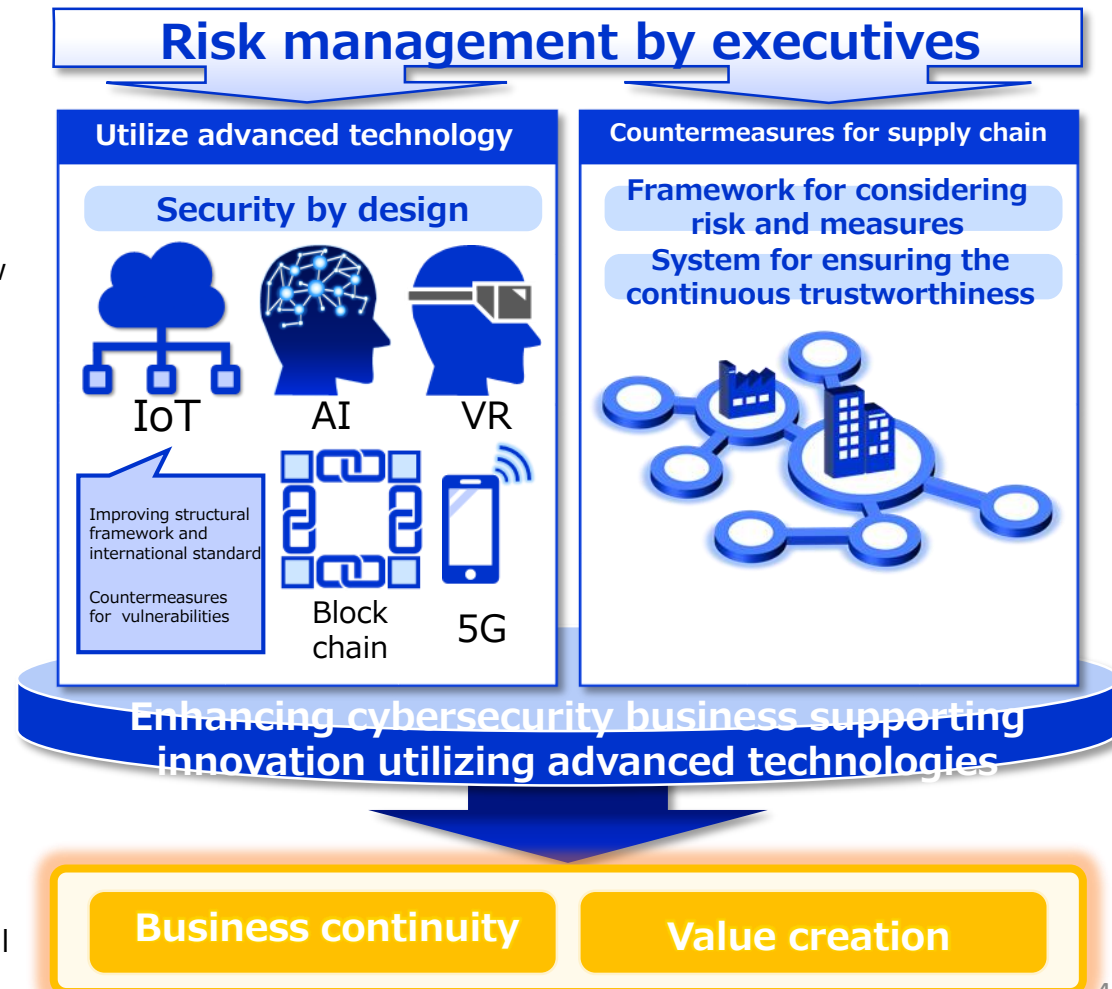 Risk management by executives
Utilize advanced technology
Security by design
IoT
AI
VR
Improving structural
framework and
international standard
Countermeasures
for vulnerabilities
Block
chain
5G
Countermeasures for supply chain
Framework for considering
risk and measures
System for ensuring the
continuous trustworthiness
Enhancing cybersecurity business supporting
innovation utilizing advanced technologies
Business continuity
Value creation